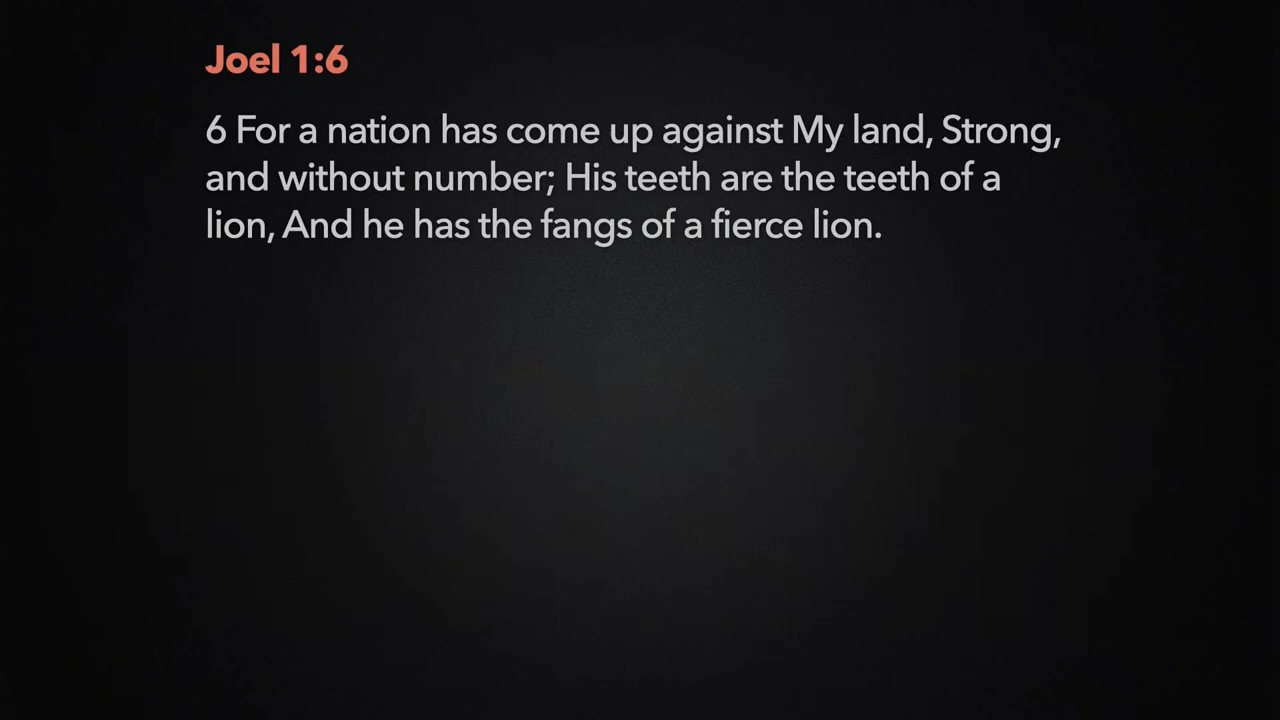 Joel 1:6
6 For a nation has come up against My land, Strong,
and without number; His teeth are the teeth of a
lion, And he has the fangs of a fierce lion.